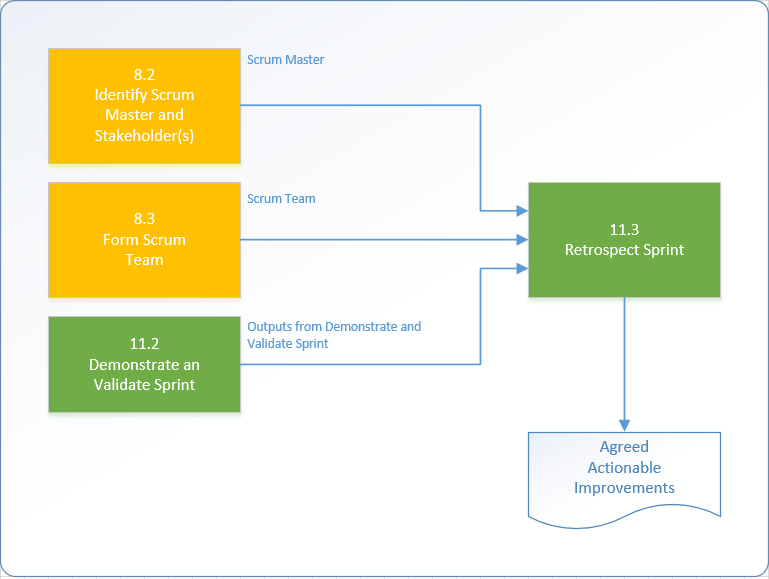 8.2
Identify Scrum
Master and
Stakeholder(s)
Scrum Master
8.3
Form Scrum
Team
Scrum Team
11.2
Demonstrate an
Validate Sprint
Outputs from Demonstrate and
Validate Sprint
11.3
Retrospect Sprint
Agreed
Actionable
Improvements